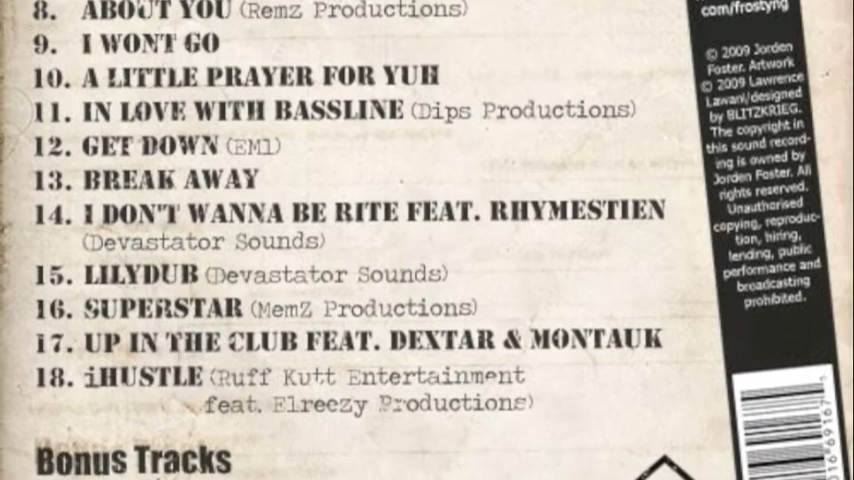 8. ABOUT YOU (Remz Productions)
9. I WONT GO
10. A LITTLE PRAYER FOR YUH
11. IN LOVE WITH BASSLINE (Dips Productions)
12. GET DOWN (EM1)
13. BREAK AWAY
14. I DON'T WANNA BE RITE FEAT. RHYMESTIEN
(Devastator Sounds)
15. LILYDUB (Devastator Sounds)
16. SUPERSTAR (MemZ Productions)
17. UP IN THE CLUB FEAT. DEXTAR & MONTAUK
18. iHUSTLE (Ruff Kutt Entertainment
feat. Elreezy Productions)
Bonus Tracks
com/frostyng
© 2009 Jorden
Foster. Artwork
© 2009 Lawrence
Lawani/designed
by BLITZKRIEG.
The copyright in
this sound record-
ing is owned by
Jorden Foster. All
rights reserved.
Unauthorised
copying, reproduc-
tion, hiring,
lending, public
performance and
broadcasting
prohibited.